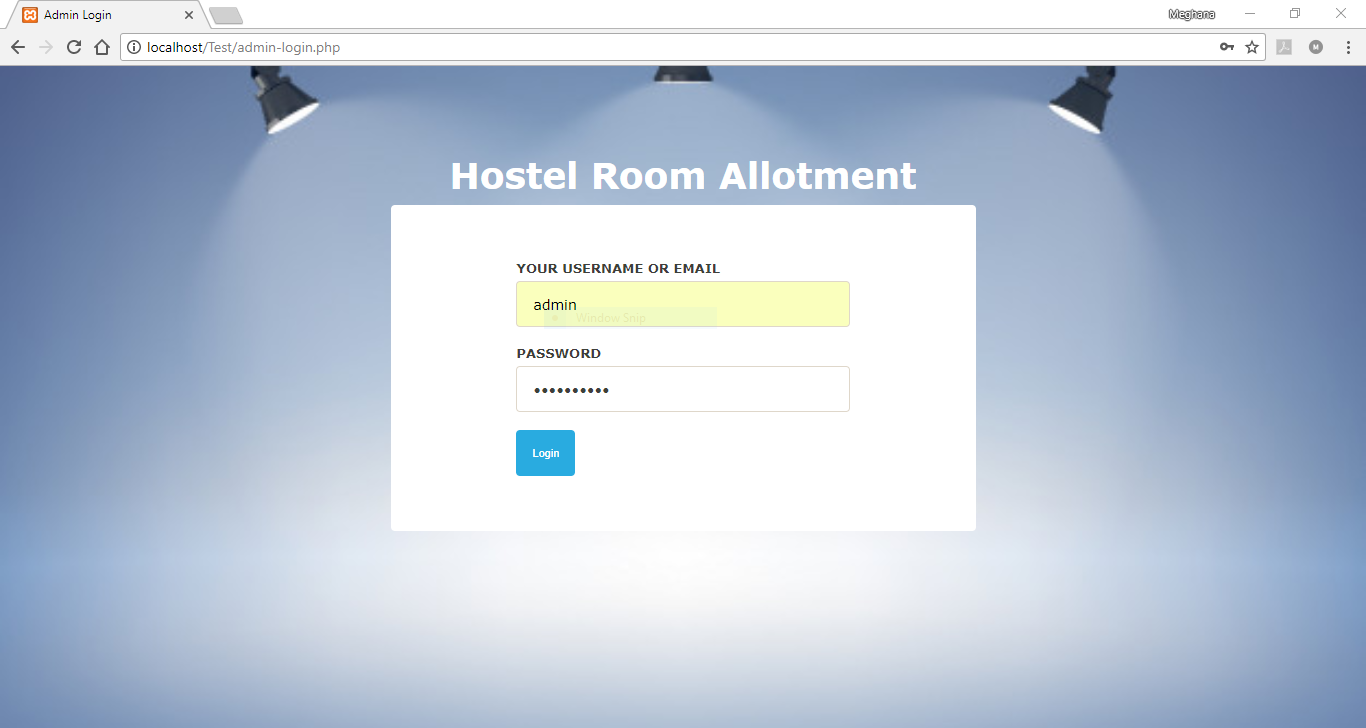 Admin Login
Meghana
localhost/Test/admin-login.php
M
Hostel Room Allotment
YOUR USERNAME OR EMAIL
admin
Window Snip
PASSWORD
••••••••••
Login